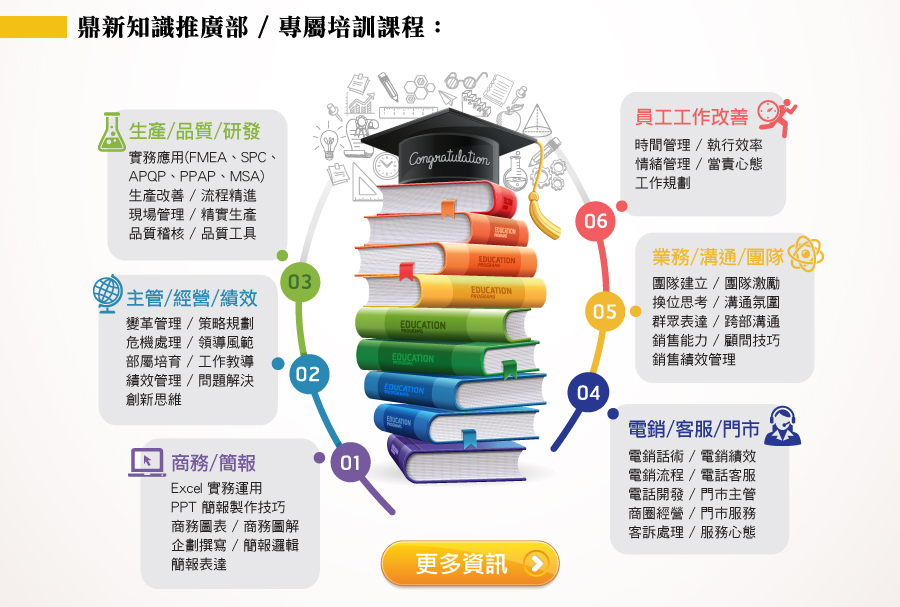 鼎新知識推廣部 / 專屬培訓課程：
生產/品質/研發
實務應用(FMEA、SPC、
APQP、PPAP、MSA)
生產改善 / 流程精進
現場管理 / 精實生產
品質稽核 / 品質工具
03
主管/經營/績效
變革管理 / 策略規劃
危機處理 / 領導風範
部屬培育 / 工作教導
績效管理 / 問題解決
創新思維
02
商務/簡報
Excel 實務運用
PPT 簡報製作技巧
商務圖表 / 商務圖解
企劃撰寫 / 簡報邏輯
簡報表達
01
Congratulation
EDUCATION
PROGRAMS
EDUCATION
PROGRAMS
EDUCATION
PROGRAMS
EDUCATION
PROGRAMS
EDUCATION
PROGRAMS
EDUCATION
PROGRAMS
EDUCATION
PROGRAMS
員工工作改善
時間管理 / 執行效率
情緒管理 / 當責心態
工作規劃
06
業務/溝通/團隊
團隊建立 / 團隊激勵
換位思考 / 溝通氛圍
群眾表達 / 跨部溝通
銷售能力 / 顧問技巧
銷售績效管理
05
電銷/客服/門市
電銷話術 / 電銷績效
電銷流程 / 電話客服
電話開發 / 門市主管
商圈經營 / 門市服務
客訴處理 / 服務心態
04
更多資訊